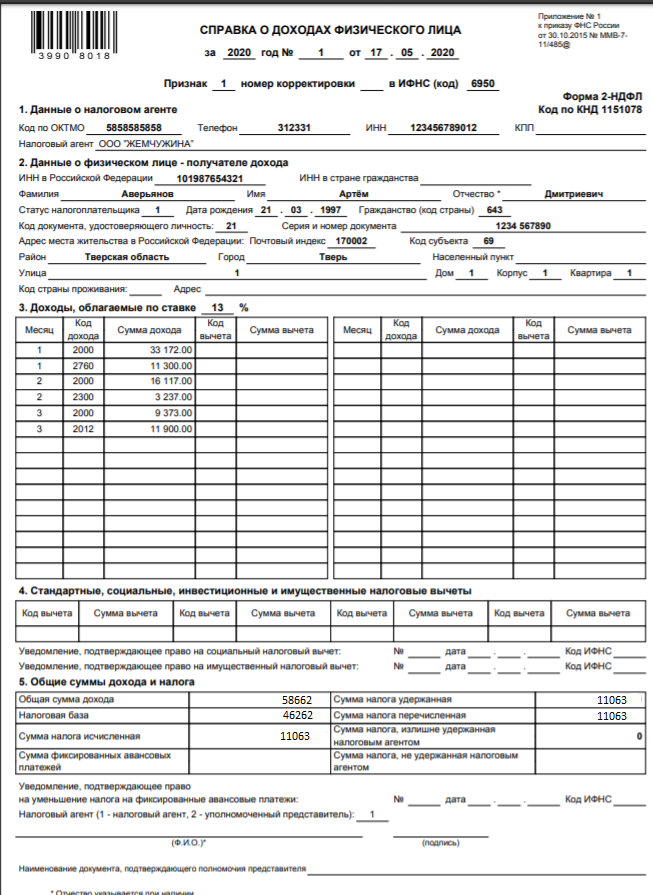 3990 8018
Приложение № 1
к приказу ФНС России
от 30.10.2015 № ММВ-7-
11/485@
СПРАВКА О ДОХОДАХ ФИЗИЧЕСКОГО ЛИЦА
за 2020 год № 1 от 17 . 05 . 2020
Признак 1 номер корректировки в ИФНС (код) 6950
Форма 2-НДФЛ
Код по КНД 1151078
1. Данные о налоговом агенте
Код по ОКТМО 5858585858 Телефон 312331 ИНН 123456789012 КПП
Налоговый агент ООО "ЖЕМЧУЖИНА"
2. Данные о физическом лице - получателе дохода
ИНН в Российской Федерации 101987654321 ИНН в стране гражданства
Фамилия Аверьянов Имя Артём Отчество * Дмитриевич
Статус налогоплательщика 1 Дата рождения 21 . 03 . 1997 Гражданство (код страны) 643
Код документа, удостоверяющего личность: 21 Серия и номер документа 1234 567890
Адрес места жительства в Российской Федерации: Почтовый индекс 170002 Код субъекта 69
Район Тверская область Город Тверь Населенный пункт
Улица 1 Дом 1 Корпус 1 Квартира 1
Код страны проживания: Адрес
3. Доходы, облагаемые по ставке 13 %
Месяц Код дохода Сумма дохода Код вычета Сумма вычета Месяц Код дохода Сумма дохода Код вычета Сумма вычета
1 2000 33 172.00
1 2760 11 300.00
2 2000 16 117.00
2 2300 3 237.00
3 2000 9 373.00
3 2012 11 900.00
4. Стандартные, социальные, инвестиционные и имущественные налоговые вычеты
Код вычета Сумма вычета Код вычета Сумма вычета Код вычета Сумма вычета Код вычета Сумма вычета
Уведомление, подтверждающее право на социальный налоговый вычет: № дата . . Код ИФНС
Уведомление, подтверждающее право на имущественный налоговый вычет: № дата . . Код ИФНС
5. Общие суммы дохода и налога
Общая сумма дохода 58662 Сумма налога удержанная 11063
Налоговая база 46262 Сумма налога перечисленная 11063
Сумма налога исчисленная 11063 Сумма налога, излишне удержанная налоговым агентом 0
Сумма фиксированных авансовых платежей Сумма налога, не удержанная налоговым агентом
Уведомление, подтверждающее право
на уменьшение налога на фиксированные авансовые платежи: № дата . . Код ИФНС
Налоговый агент (1 - налоговый агент, 2 - уполномоченный представитель): 1
(Ф.И.О.)* (подпись)
Наименование документа, подтверждающего полномочия представителя
* Отчество указывается при наличии